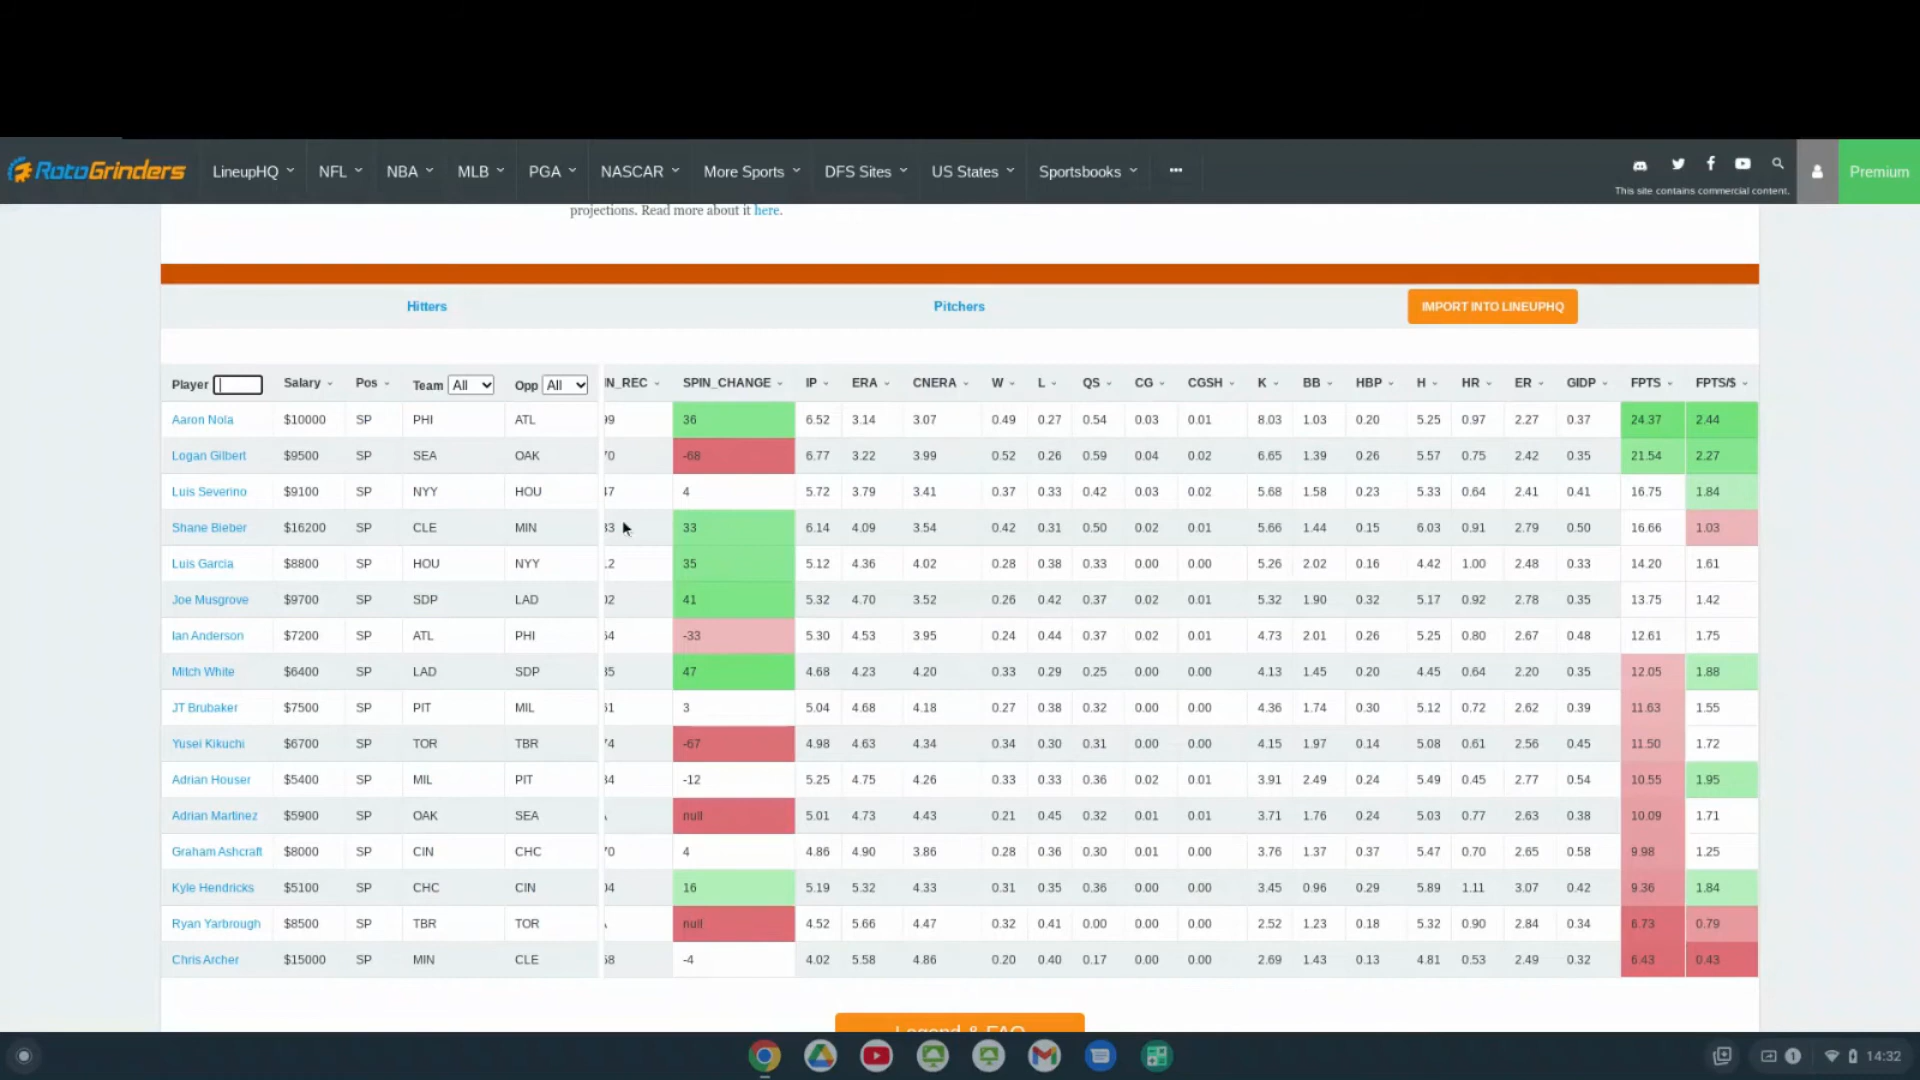 RotoGrinders LineupHQ NFL NBA MLB PGA NASCAR More Sports DFS Sites US States Sportsbooks ••• Premium
This site contains commercial content.
projections. Read more about it here.
Hitters Pitchers IMPORT INTO LINEUPHQ
Player Salary Pos Team All Opp All IN_REC SPIN_CHANGE IP ERA CNERA W L QS CG CGSH K BB HBP H HR ER GIDP FPTS FPTS/$
Aaron Nola $10000 SP PHI ATL 99 36 6.52 3.14 3.07 0.49 0.27 0.54 0.03 0.01 8.03 1.03 0.20 5.25 0.97 2.27 0.37 24.37 2.44
Logan Gilbert $9500 SP SEA OAK 70 -68 6.77 3.22 3.99 0.52 0.26 0.59 0.04 0.02 6.65 1.39 0.26 5.57 0.75 2.42 0.35 21.54 2.27
Luis Severino $9100 SP NYY HOU 47 4 5.72 3.79 3.41 0.37 0.33 0.42 0.03 0.02 5.68 1.58 0.23 5.33 0.64 2.41 0.41 16.75 1.84
Shane Bieber $16200 SP CLE MIN 33 33 6.14 4.09 3.54 0.42 0.31 0.50 0.02 0.01 5.66 1.44 0.15 6.03 0.91 2.79 0.50 16.66 1.03
Luis Garcia $8800 SP HOU NYY 2 35 5.12 4.36 4.02 0.28 0.38 0.33 0.00 0.00 5.26 2.02 0.16 4.42 1.00 2.48 0.33 14.20 1.61
Joe Musgrove $9700 SP SDP LAD 02 41 5.32 4.70 3.52 0.26 0.42 0.37 0.02 0.01 5.32 1.90 0.32 5.17 0.92 2.78 0.35 13.75 1.42
Ian Anderson $7200 SP ATL PHI 64 -33 5.30 4.53 3.95 0.24 0.44 0.37 0.02 0.01 4.73 2.01 0.26 5.25 0.80 2.67 0.48 12.61 1.75
Mitch White $6400 SP LAD SDP 35 47 4.68 4.23 4.20 0.33 0.29 0.25 0.00 0.00 4.13 1.45 0.20 4.45 0.64 2.20 0.35 12.05 1.88
JT Brubaker $7500 SP PIT MIL 61 3 5.04 4.68 4.18 0.27 0.38 0.32 0.00 0.00 4.36 1.74 0.30 5.12 0.72 2.62 0.39 11.63 1.55
Yusei Kikuchi $6700 SP TOR TBR 74 -67 4.98 4.63 4.34 0.34 0.30 0.31 0.00 0.00 4.15 1.97 0.14 5.08 0.61 2.56 0.45 11.50 1.72
Adrian Houser $5400 SP MIL PIT 34 -12 5.25 4.75 4.26 0.33 0.33 0.36 0.02 0.01 3.91 2.49 0.24 5.49 0.45 2.77 0.54 10.55 1.95
Adrian Martinez $5900 SP OAK SEA null 5.01 4.73 4.43 0.21 0.45 0.32 0.01 0.01 3.71 1.76 0.24 5.03 0.77 2.63 0.38 10.09 1.71
Graham Ashcraft $8000 SP CIN CHC 70 4 4.86 4.90 3.86 0.28 0.36 0.30 0.01 0.00 3.76 1.37 0.37 5.47 0.70 2.65 0.58 9.98 1.25
Kyle Hendricks $5100 SP CHC CIN 04 16 5.19 5.32 4.33 0.31 0.35 0.36 0.00 0.00 3.45 0.96 0.29 5.89 1.11 3.07 0.42 9.36 1.84
Ryan Yarbrough $8500 SP TBR TOR null 4.52 5.66 4.47 0.32 0.41 0.00 0.00 0.00 2.52 1.23 0.18 5.32 0.90 2.84 0.34 6.73 0.79
Chris Archer $15000 SP MIN CLE 58 -4 4.02 5.58 4.86 0.20 0.40 0.17 0.00 0.00 2.69 1.43 0.13 4.81 0.53 2.49 0.32 6.43 0.43
Legend & FAQ
1 14:32